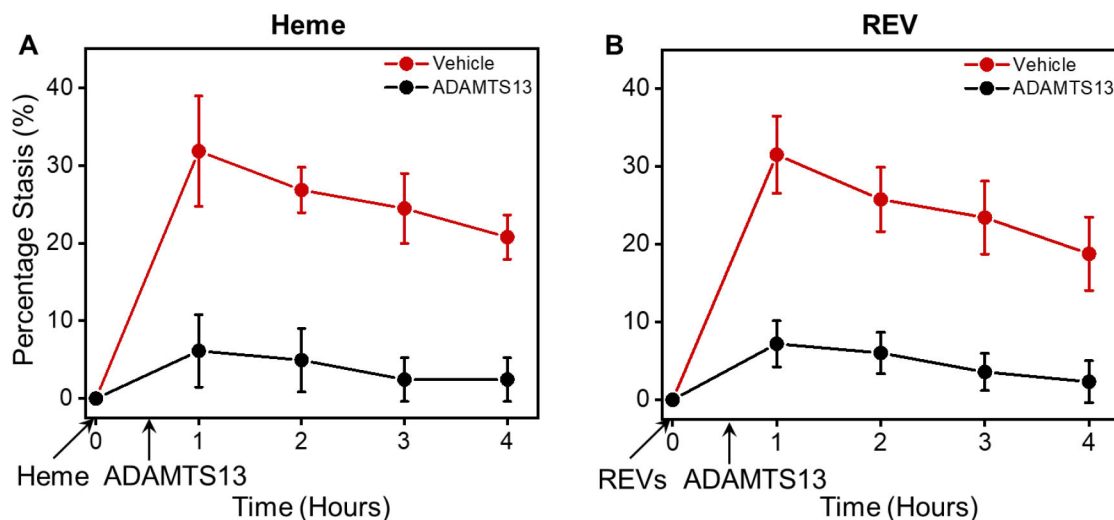 A
Heme
Vehicle
ADAMTS13
Percentage Stasis (%)
40
30
20
10
0
0 1 2 3 4
Heme ADAMTS13
Time (Hours)
B
REV
Vehicle
ADAMTS13
40
30
20
10
0
0 1 2 3 4
REVs ADAMTS13
Time (Hours)